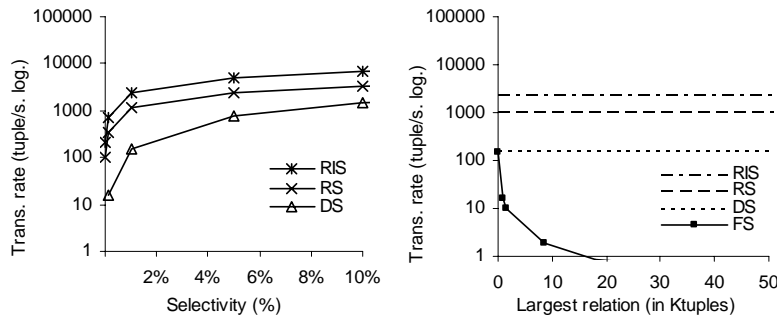 Trans. rate (tuple/s. log.)
100000
10000
1000
100
10
1
2% 4% 6% 8% 10%
Selectivity (%)
RIS
RS
DS
Trans. rate (tuple/s. log.)
100000
10000
1000
100
10
1
0 10 20 30 40 50
Largest relation (in Ktuples)
RIS
RS
DS
FS